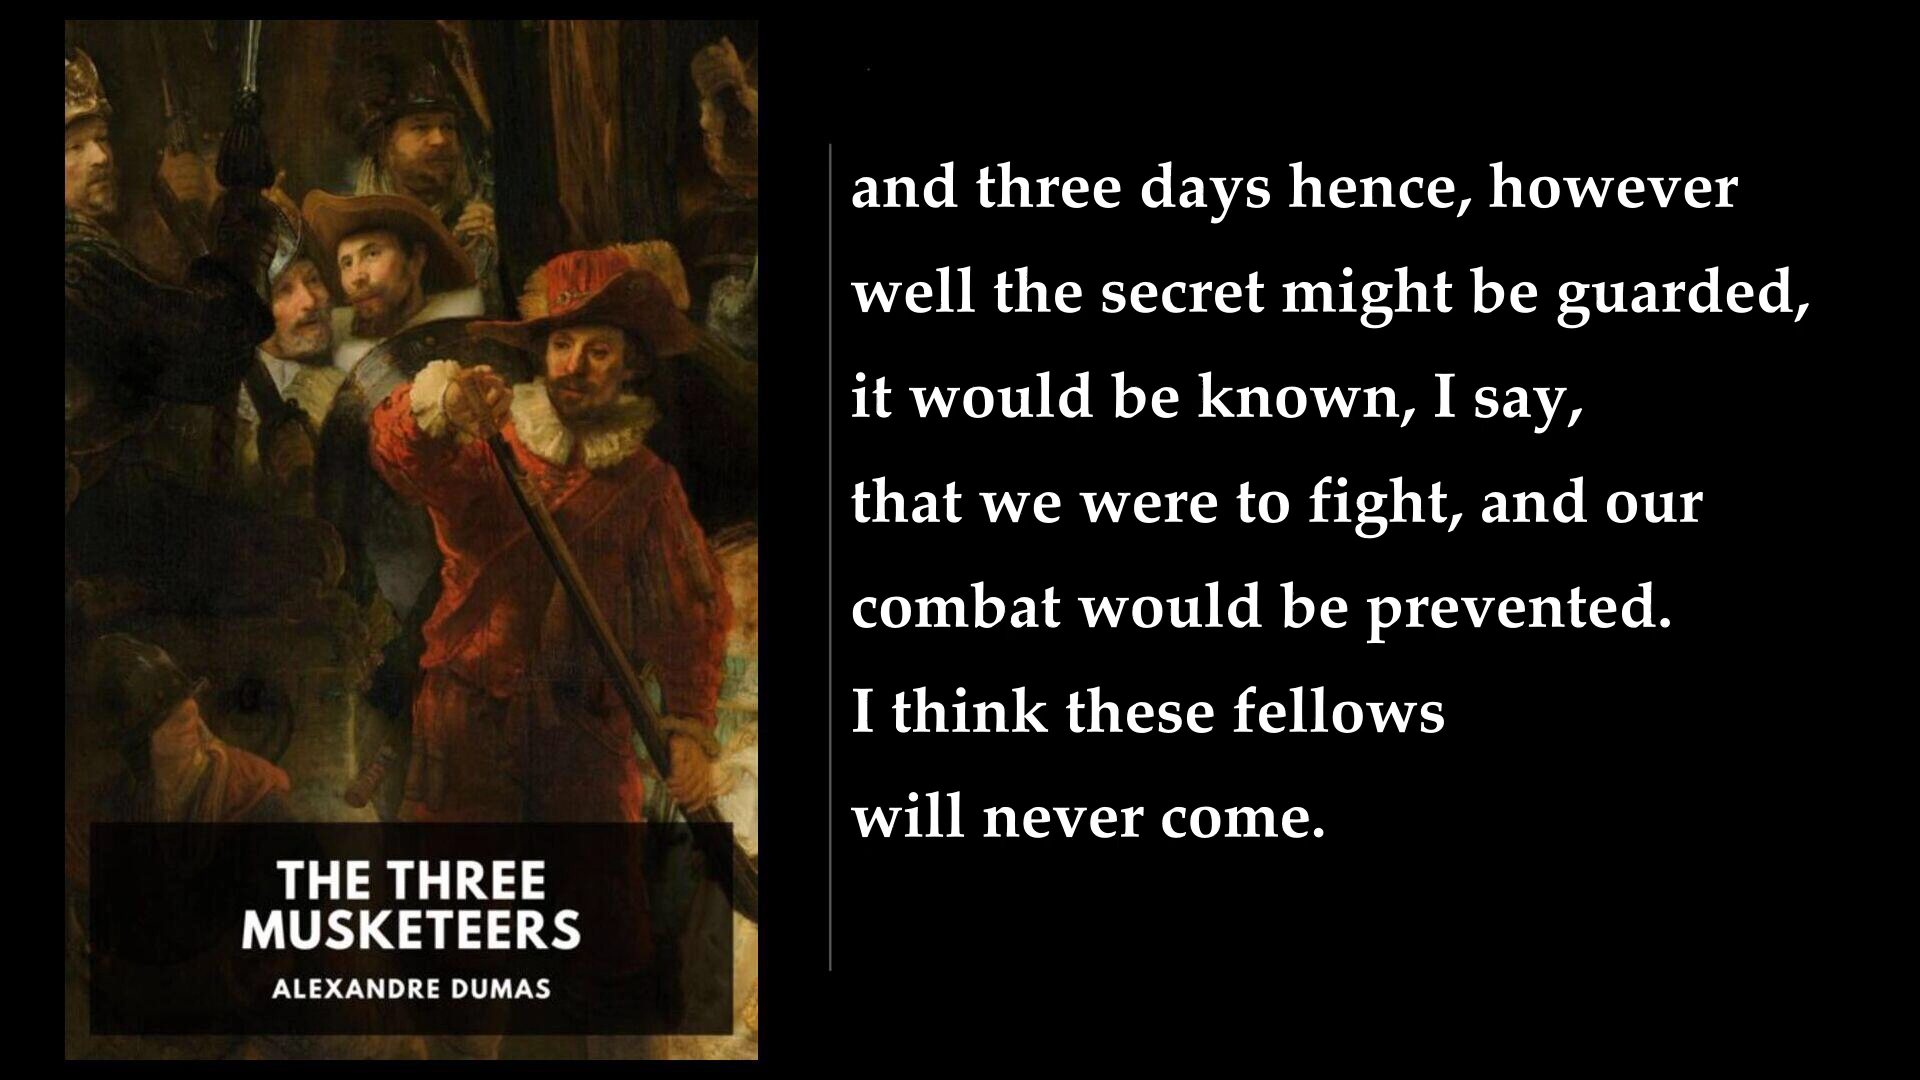 THE THREE
MUSKETEERS
ALEXANDRE DUMAS
and three days hence, however
well the secret might be guarded,
it would be known, I say,
that we were to fight, and our
combat would be prevented.
I think these fellows
will never come.